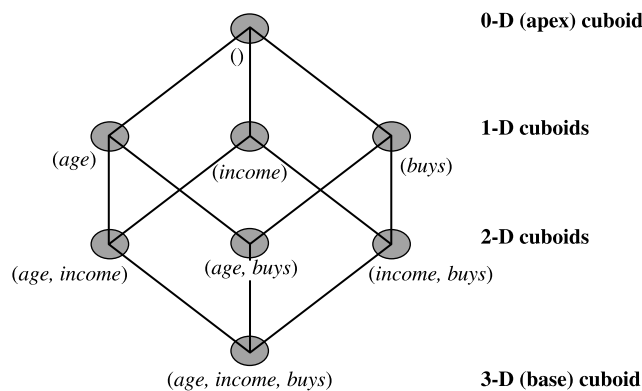 0-D (apex) cuboid
()
1-D cuboids
(age)
(income)
(buys)
2-D cuboids
(age, income)
(age, buys)
(income, buys)
(age, income, buys)
3-D (base) cuboid